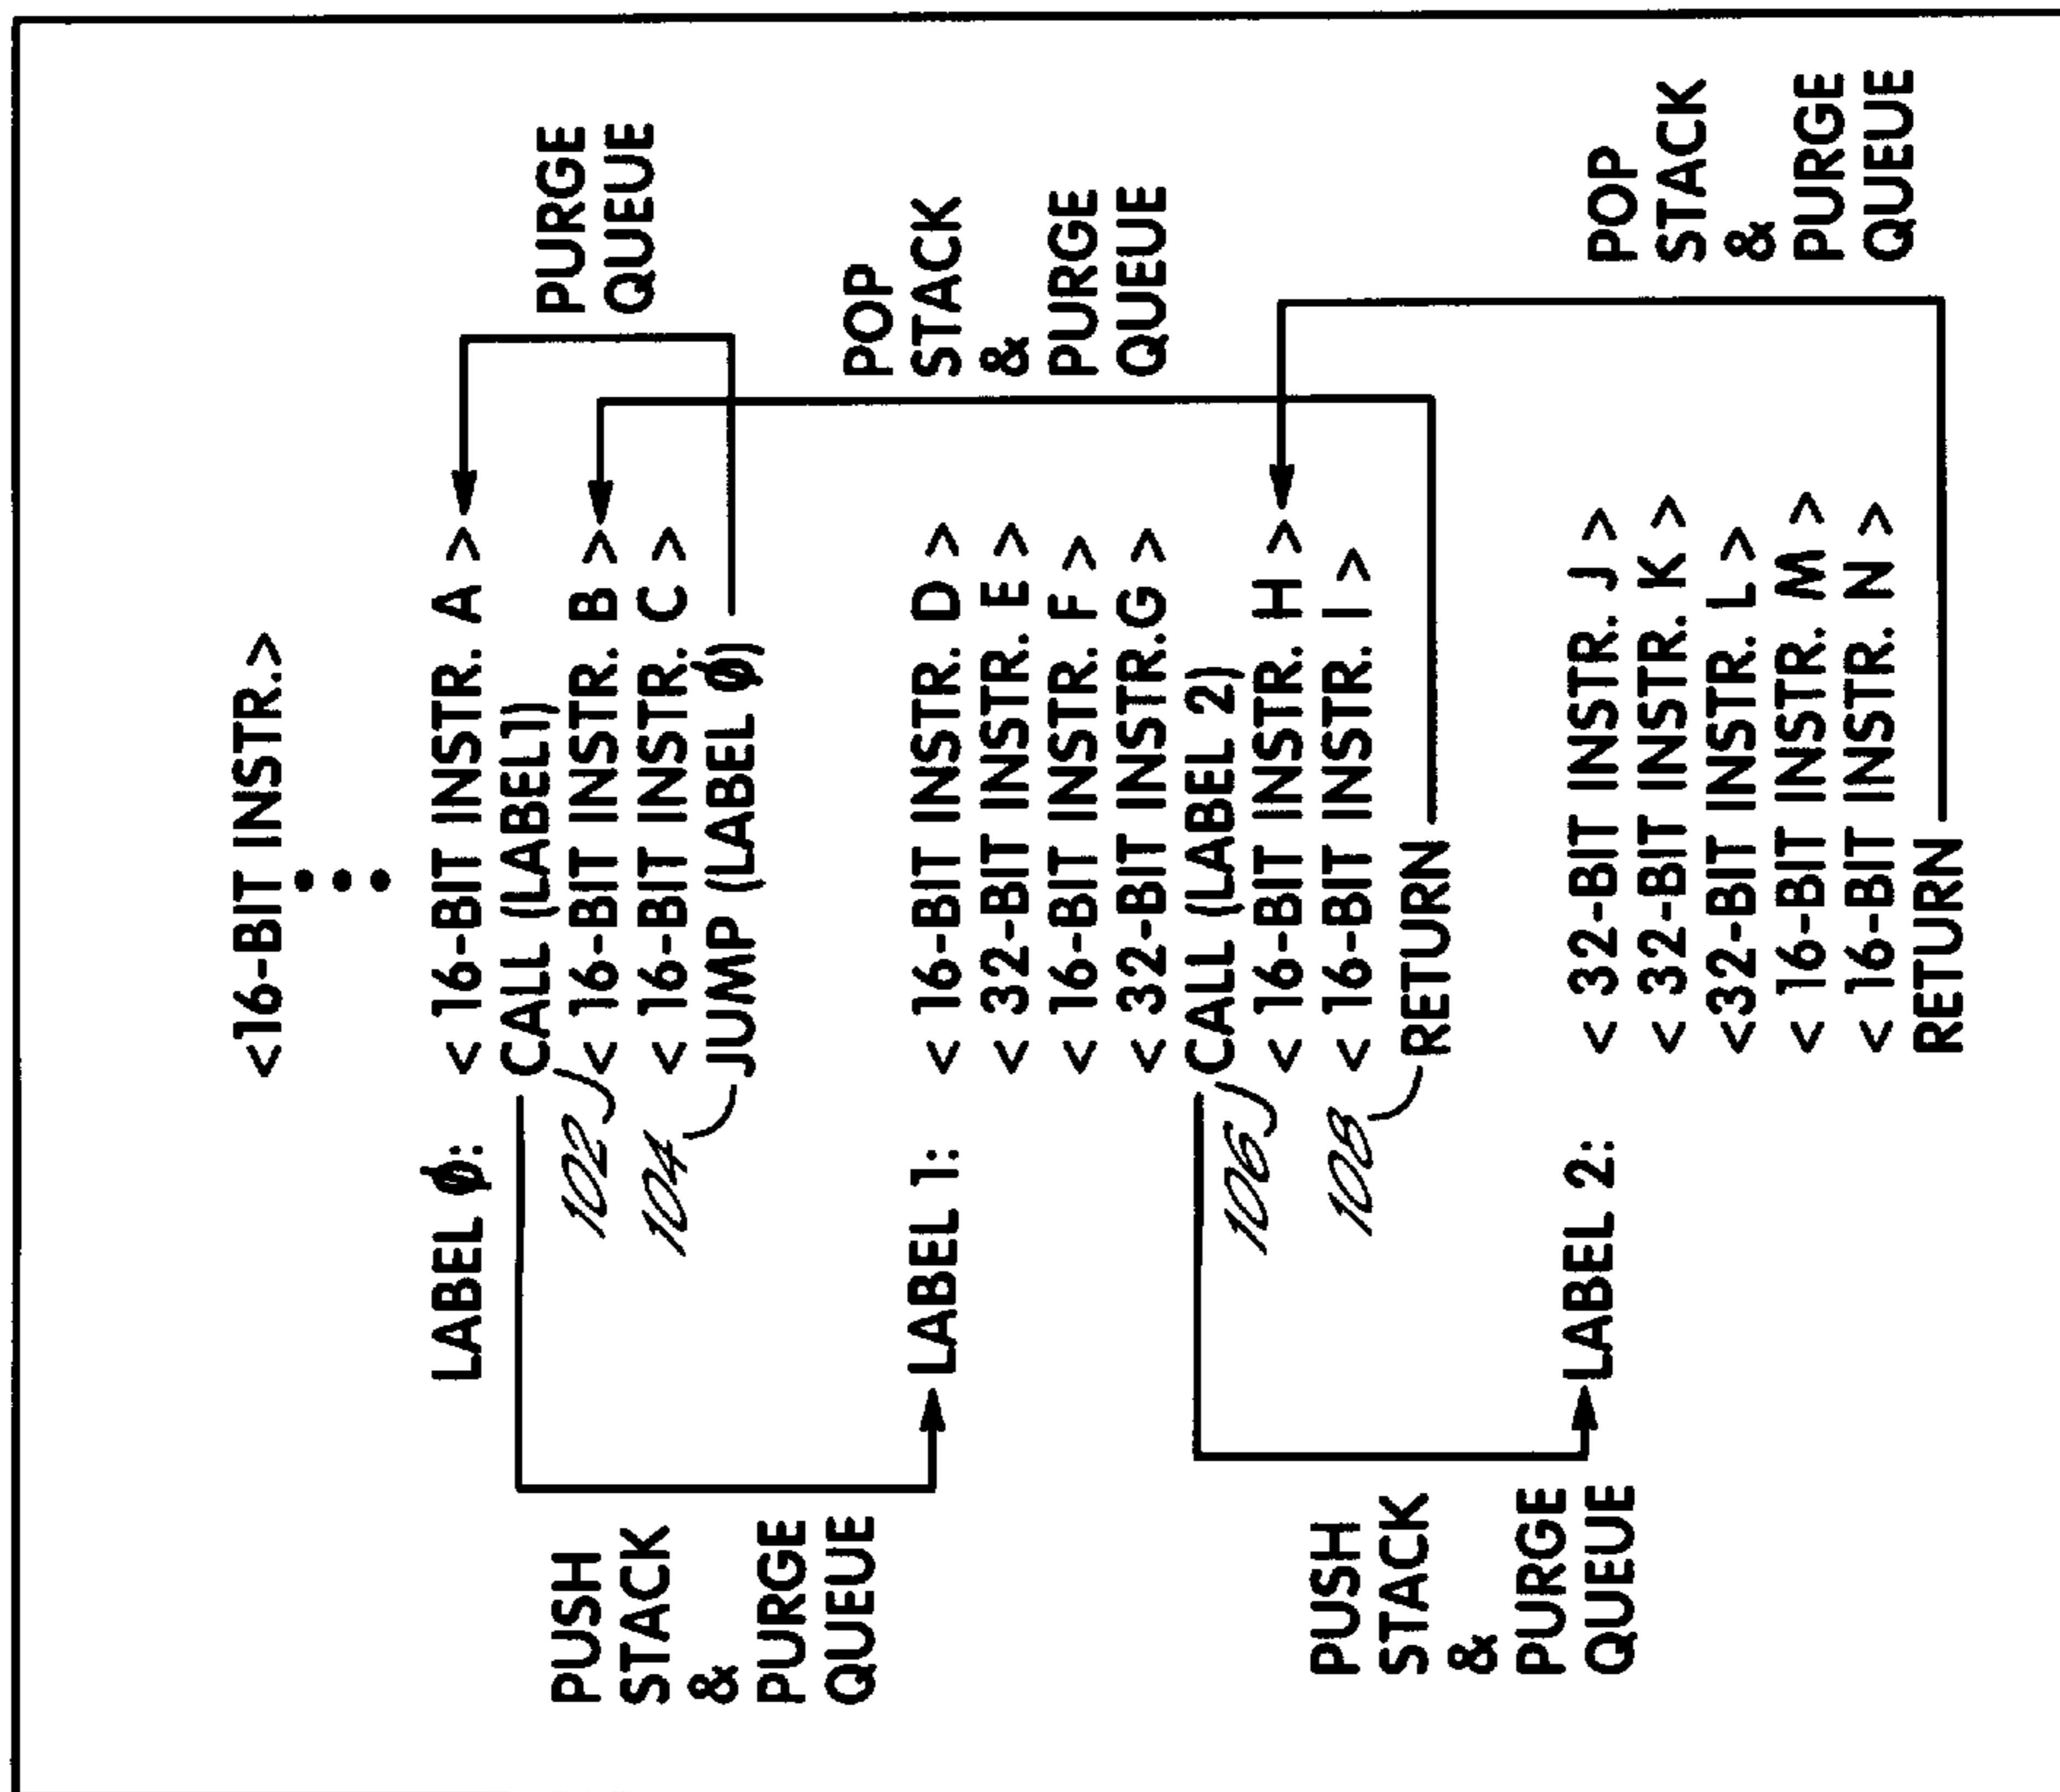 <16-BIT INSTR.>
LABEL ϕ: < 16-BIT INSTR. A >
CALL (LABEL1)
102
< 16-BIT INSTR. B >
< 16-BIT INSTR. C >
104
JUMP (LABEL ϕ)
PURGE
QUEUE
PUSH
STACK
&
PURGE
QUEUE
LABEL 1: < 16-BIT INSTR. D >
< 32-BIT INSTR. E >
< 16-BIT INSTR. F >
< 32-BIT INSTR. G >
CALL (LABEL 2)
106
< 16-BIT INSTR. H >
< 16-BIT INSTR. I >
108
RETURN
POP
STACK
&
PURGE
QUEUE
PUSH
STACK
&
PURGE
QUEUE
LABEL 2: < 32-BIT INSTR. J >
< 32-BIT INSTR. K >
<32-BIT INSTR. L >
< 16-BIT INSTR. M >
< 16-BIT INSTR. N >
RETURN
POP
STACK
&
PURGE
QUEUE